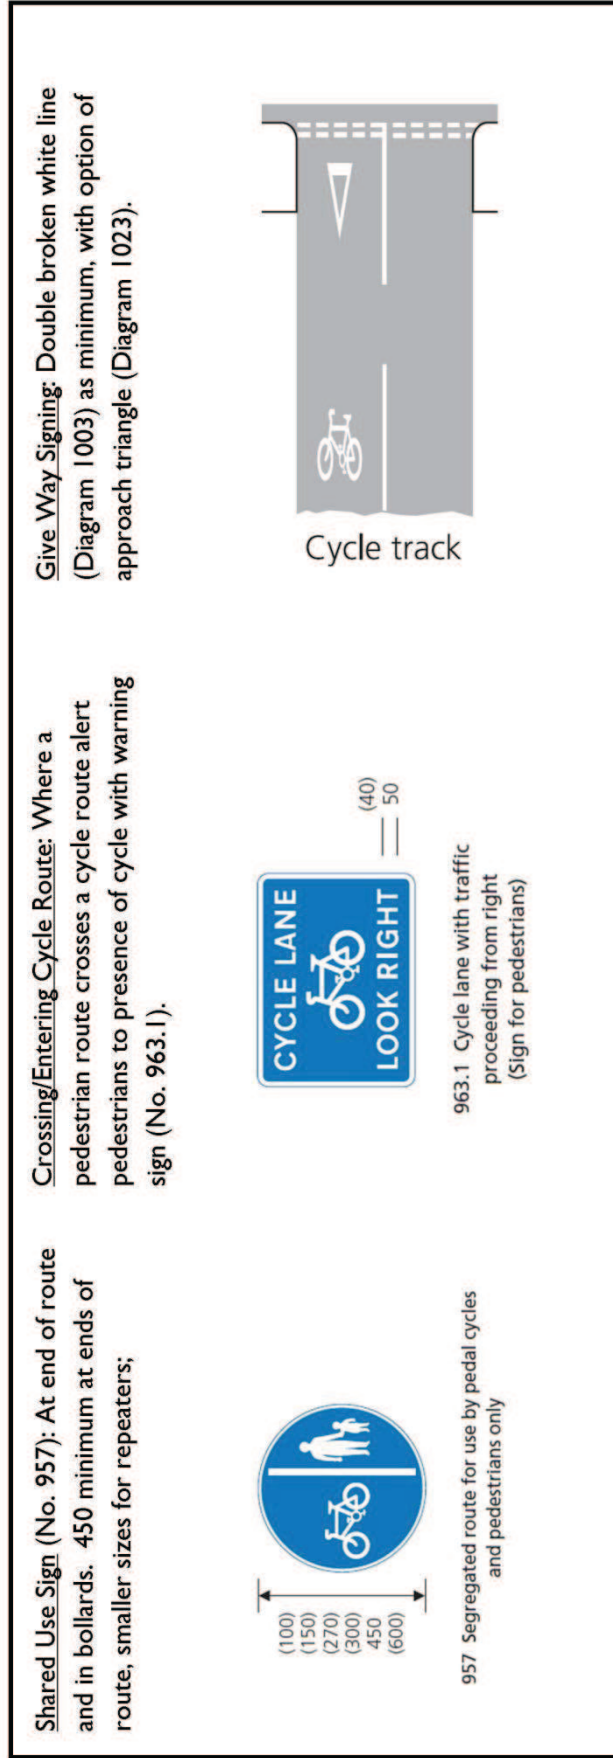 Shared Use Sign (No. 957): At end of route
and in bollards. 450 minimum at ends of
route, smaller sizes for repeaters;
(100)
(150)
(270)
(300)
450
(600)
957 Segregated route for use by pedal cycles
and pedestrians only
Crossing/Entering Cycle Route: Where a
pedestrian route crosses a cycle route alert
pedestrians to presence of cycle with warning
sign (No. 963.1).
CYCLE LANE
LOOK RIGHT
(40)
50
963.1 Cycle lane with traffic
proceeding from right
(Sign for pedestrians)
Give Way Signing: Double broken white line
(Diagram 1003) as minimum, with option of
approach triangle (Diagram 1023).
Cycle track